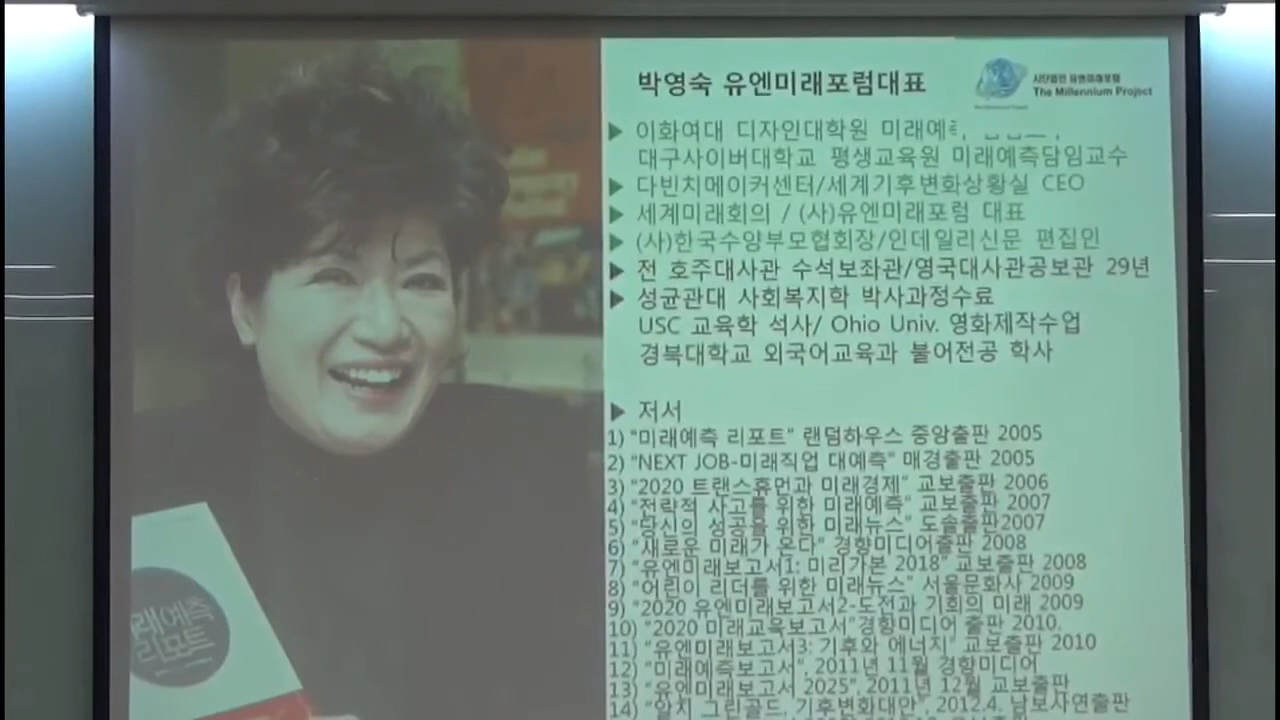 박영숙 유엔미래포럼대표
사단법인 유엔미래포럼
The Millennium Project
▶ 이화여대 디자인대학원 미래예측
대구사이버대학교 평생교육원 미래예측담임교수
▶ 다빈치메이커센터/세계기후변화상황실 CEO
▶ 세계미래회의 / (사)유엔미래포럼 대표
▶ (사)한국수양부모협회장/인데일리신문 편집인
▶ 전 호주대사관 수석보좌관/영국대사관공보관 29년
▶ 성균관대 사회복지학 박사과정수료
USC 교육학 석사/ Ohio Univ. 영화제작수업
경북대학교 외국어교육과 불어전공 학사
▶ 저서
1) "미래예측 리포트" 랜덤하우스 중앙출판 2005
2) "NEXT JOB-미래직업 대예측" 매경출판 2005
3) "2020 트랜스휴먼과 미래경제" 교보출판 2006
4) "전략적 사고를 위한 미래예측" 교보출판 2007
5) "당신의 성공을 위한 미래뉴스" 도솔출판2007
6) "새로운 미래가 온다" 경향미디어출판 2008
7) "유엔미래보고서1: 미리가본 2018" 교보출판 2008
8) "어린이 리더를 위한 미래뉴스" 서울문화사 2009
9) "2020 유엔미래보고서2-도전과 기회의 미래 2009
10) "2020 미래교육보고서"경향미디어 출판 2010.
11) "유엔미래보고서3: 기후와 에너지" 교보출판 2010
12) "미래예측보고서", 2011년 11월 경향미디어
13) "유엔미래보고서 2025", 2011년 12월 교보출판
14) "알지 그린골드, 기후변화대안", 2012.4. 남보사연출판
래예측
리포트